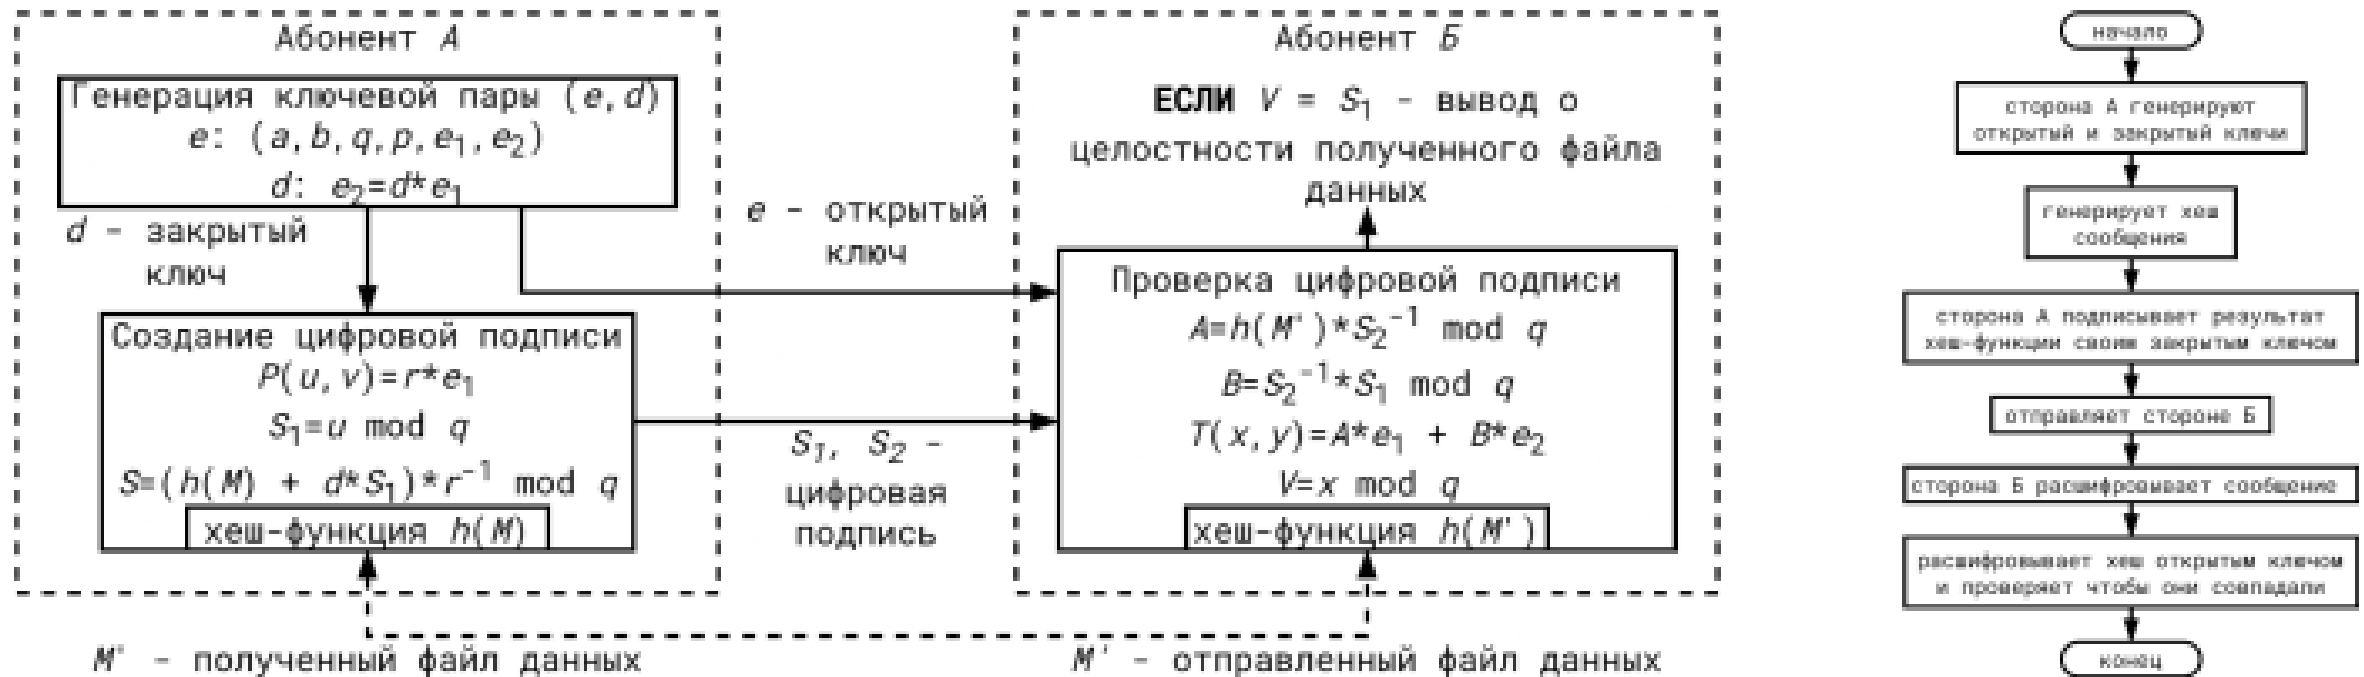 Абонент А
Генерация ключевой пары (e,d)
e: (a,b,q,p,e₁,e₂)
d: e₂=d*e₁
d – закрытый
ключ
Создание цифровой подписи
P(u,v)=r*e₁
S₁=u mod q
S=(h(M) + d*S₁)*r⁻¹ mod q
хеш-функция h(M)
M' – полученный файл данных
e – открытый
ключ
S₁, S₂ –
цифровая
подпись
Абонент Б
ЕСЛИ V = S₁ – вывод о
целостности полученного файла
данных
Проверка цифровой подписи
A=h(M')*S₂⁻¹ mod q
B=S₂⁻¹*S₁ mod q
T(x,y)=A*e₁ + B*e₂
V=x mod q
хеш-функция h(M')
M' – отправленный файл данных
начало
сторона А генерируют
открытый и закрытый ключи
генерирует хеш
сообщения
сторона А подписывает результат
хеш-функции своим закрытым ключом
отправляет стороне Б
сторона Б расшифровывает сообщение
расшифровывает хеш открытым ключом
и проверяет чтобы они совпадали
конец